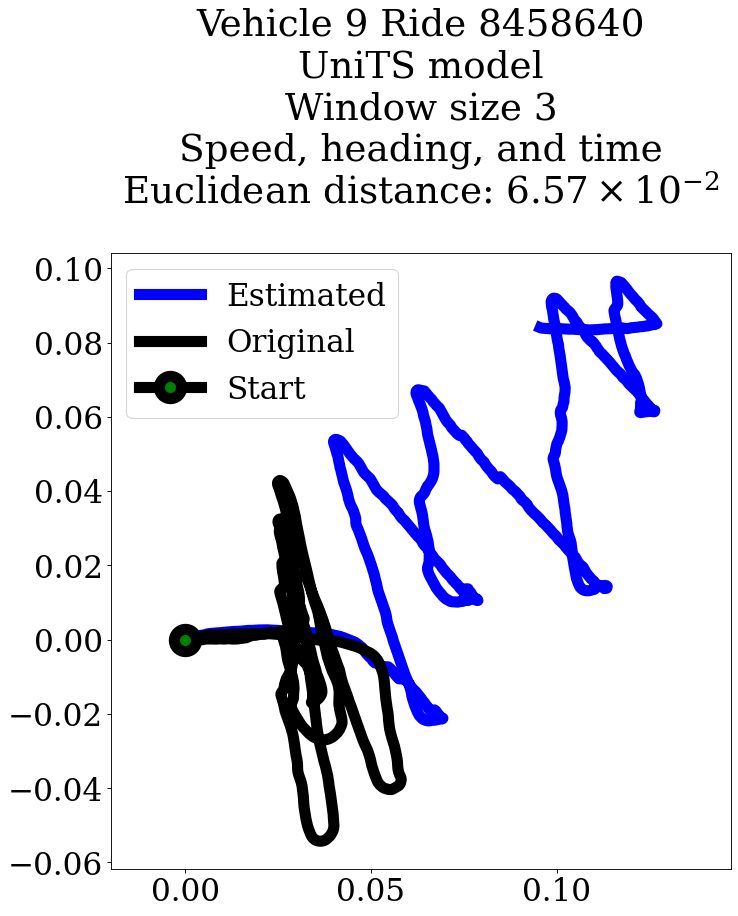 Vehicle 9 Ride 8458640
UniTS model
Window size 3
Speed, heading, and time
Euclidean distance: 6.57 × 10⁻²
Estimated
Original
Start
0.10
0.08
0.06
0.04
0.02
0.00
−0.02
−0.04
−0.06
0.00 0.05 0.10